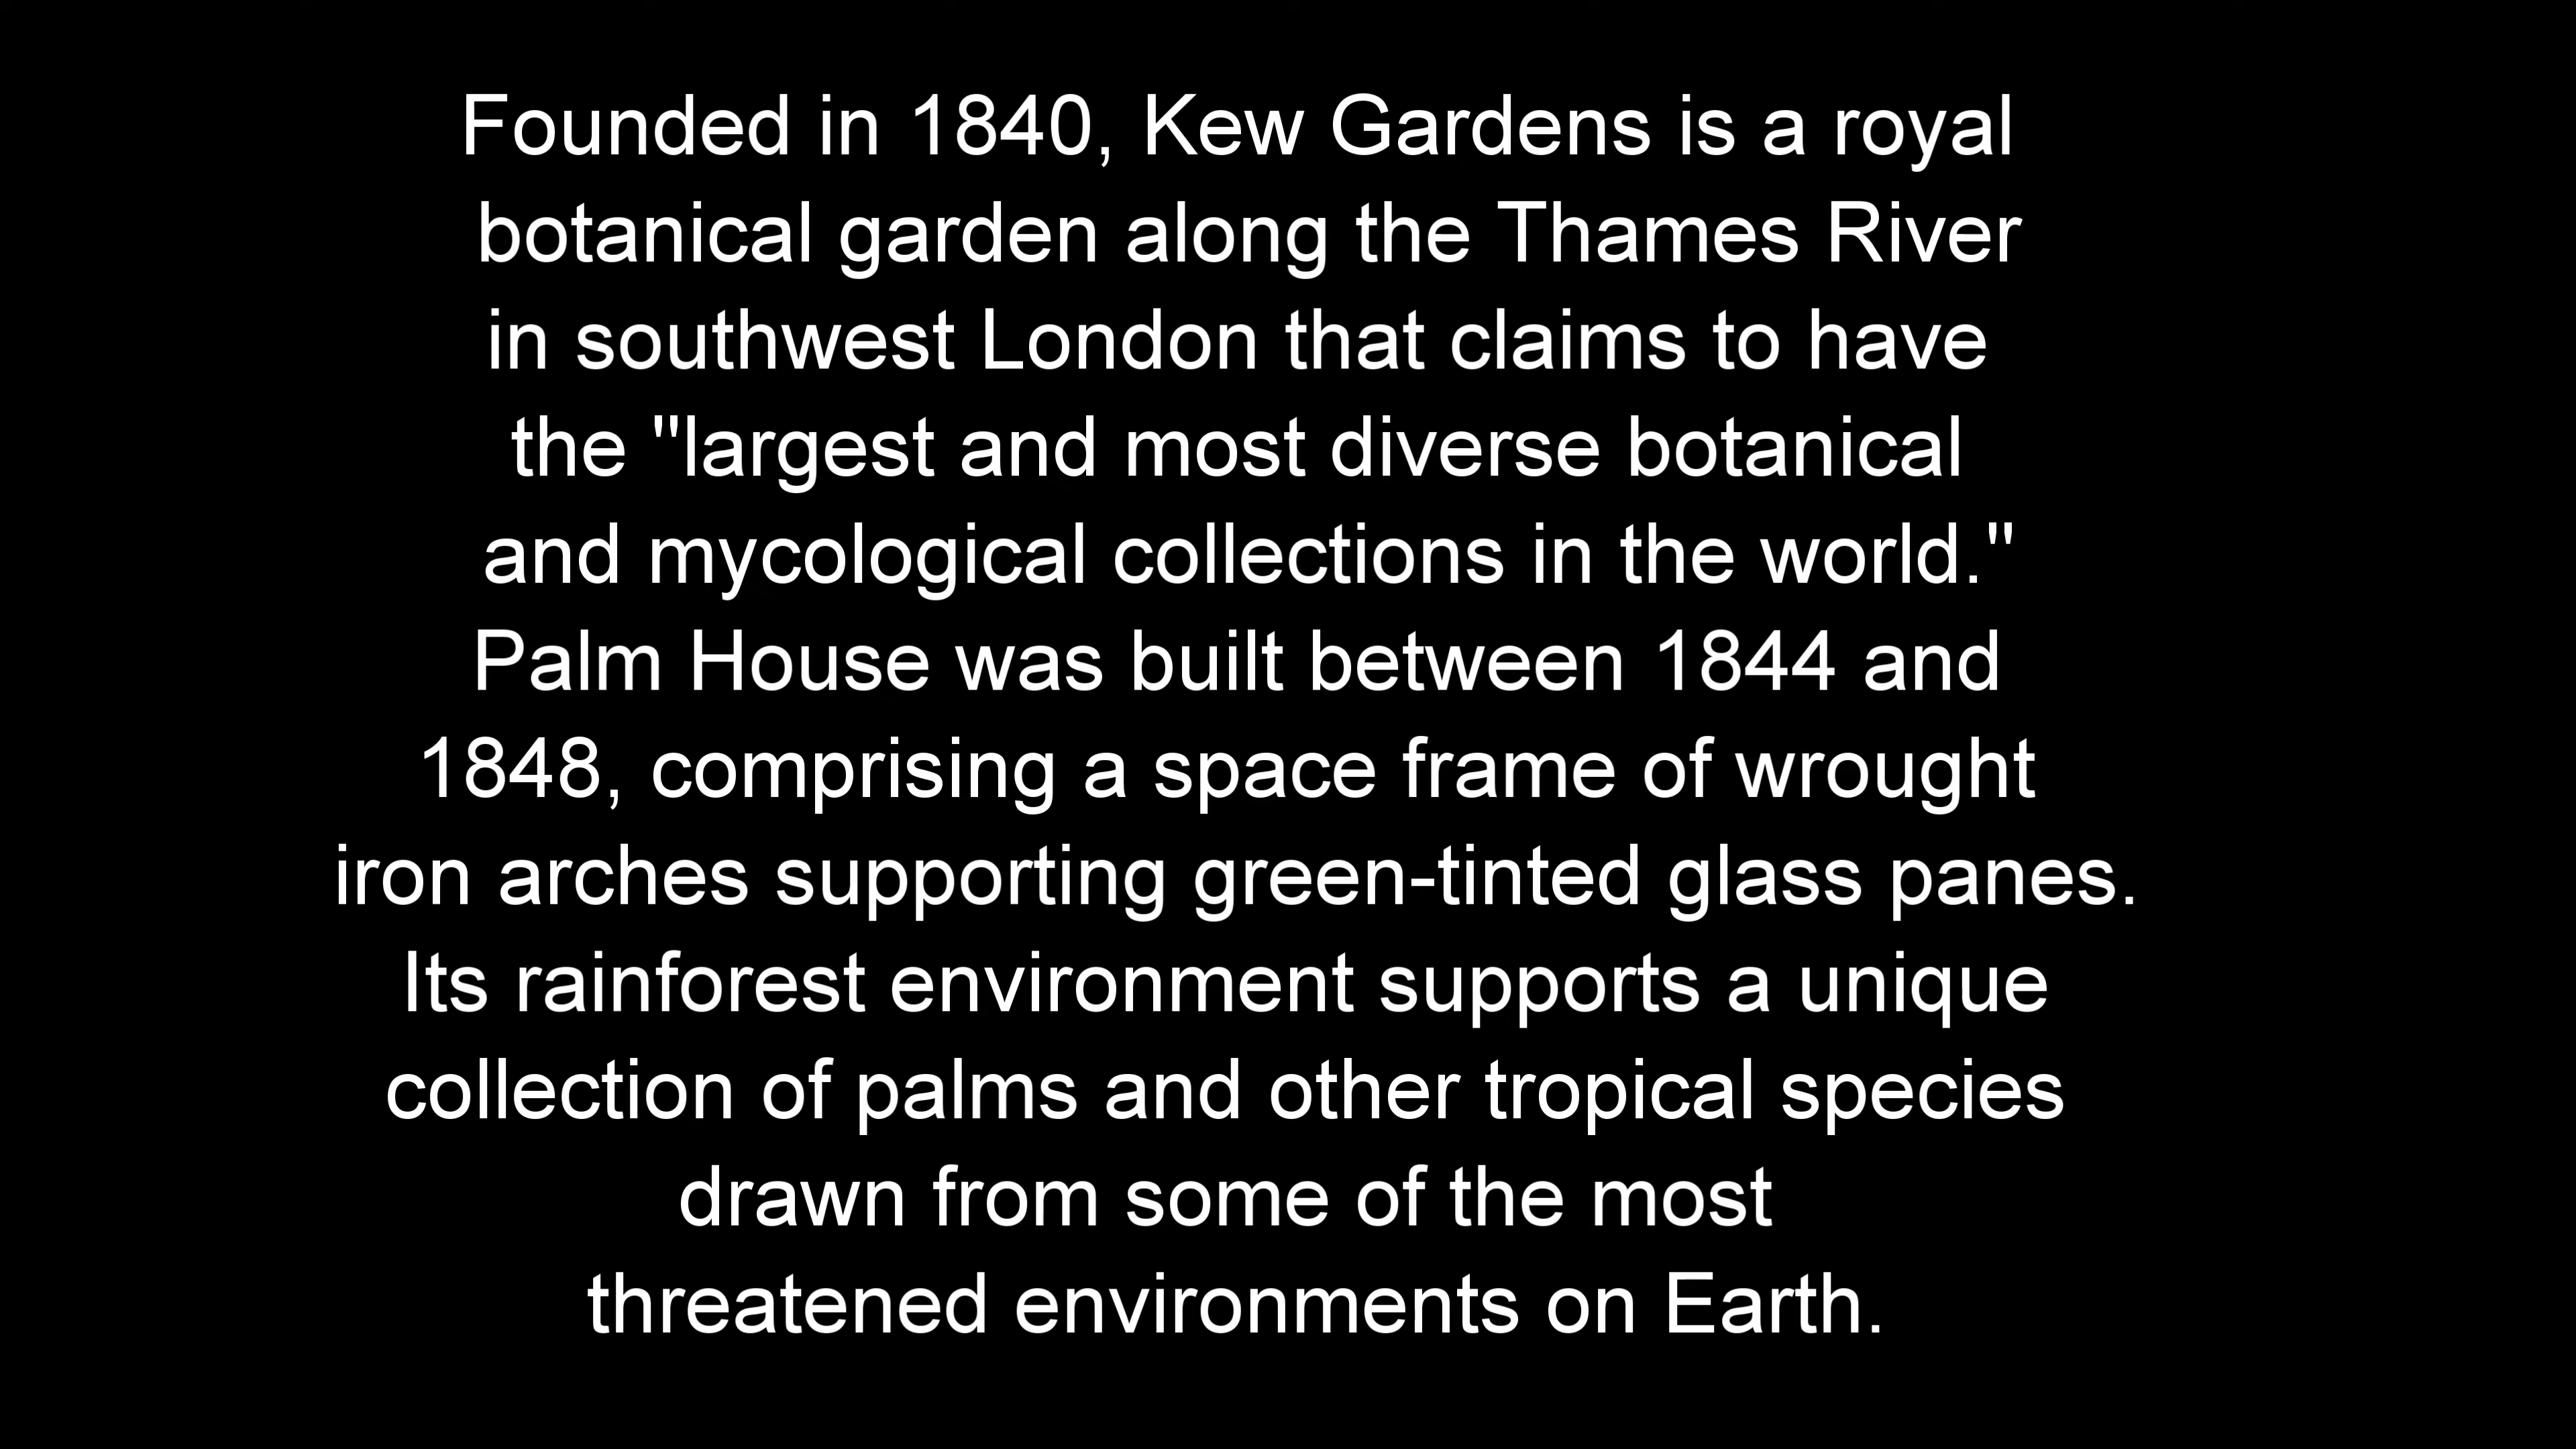 Founded in 1840, Kew Gardens is a royal
botanical garden along the Thames River
in southwest London that claims to have
the "largest and most diverse botanical
and mycological collections in the world."
Palm House was built between 1844 and
1848, comprising a space frame of wrought
iron arches supporting green-tinted glass panes.
Its rainforest environment supports a unique
collection of palms and other tropical species
drawn from some of the most
threatened environments on Earth.